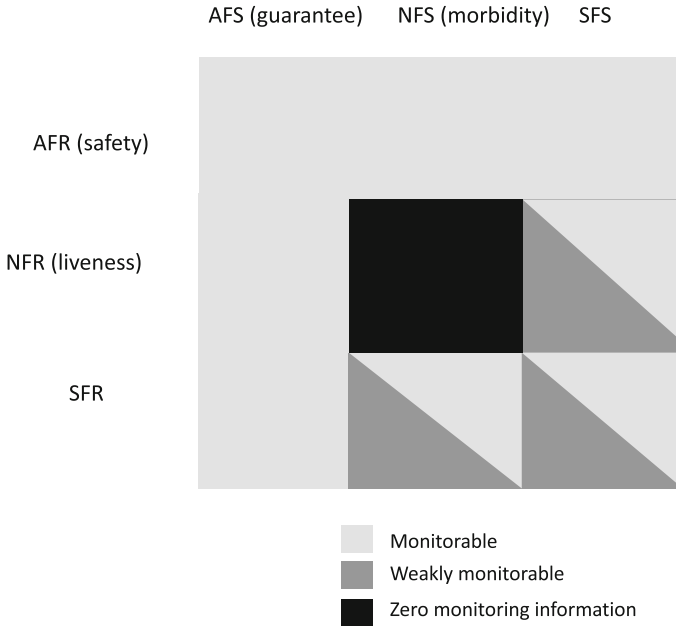 AFS (guarantee) NFS (morbidity) SFS
AFR (safety)
NFR (liveness)
SFR
Monitorable
Weakly monitorable
Zero monitoring information